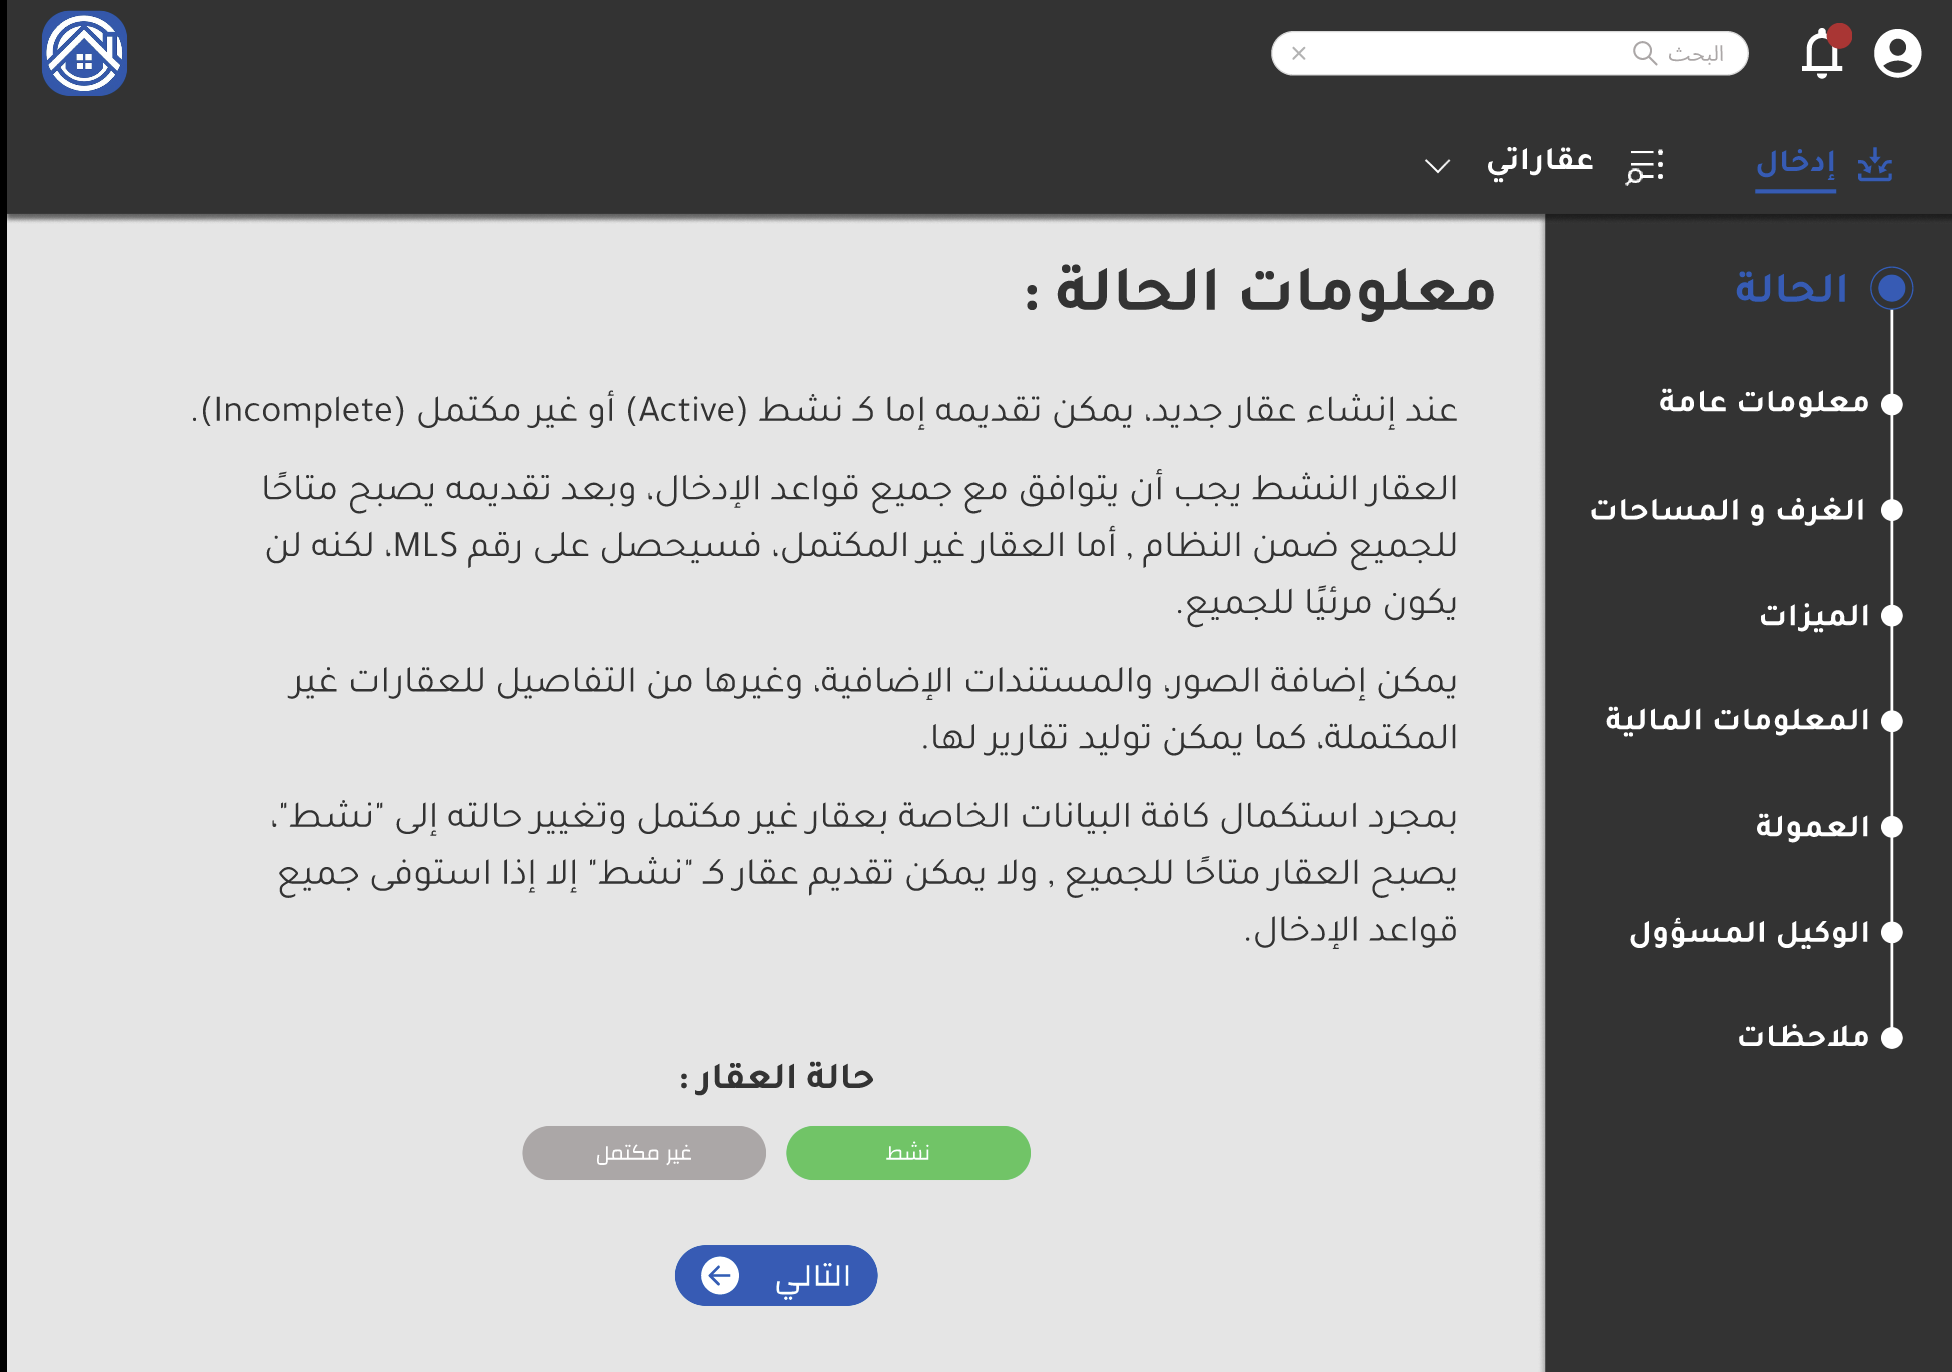 البحث
إدخال
عقاراتي
الحالة
معلومات عامة
الغرف و المساحات
الميزات
المعلومات المالية
العمولة
الوكيل المسؤول
ملاحظات
معلومات الحالة :
عند إنشاء عقار جديد، يمكن تقديمه إما كـ نشط (Active) أو غير مكتمل (Incomplete).
العقار النشط يجب أن يتوافق مع جميع قواعد الإدخال، وبعد تقديمه يصبح متاحًا
للجميع ضمن النظام , أما العقار غير المكتمل، فسيحصل على رقم MLS، لكنه لن
يكون مرئيًا للجميع.
يمكن إضافة الصور، والمستندات الإضافية، وغيرها من التفاصيل للعقارات غير
المكتملة، كما يمكن توليد تقارير لها.
بمجرد استكمال كافة البيانات الخاصة بعقار غير مكتمل وتغيير حالته إلى "نشط"،
يصبح العقار متاحًا للجميع , ولا يمكن تقديم عقار كـ "نشط" إلا إذا استوفى جميع
قواعد الإدخال.
حالة العقار :
نشط
غير مكتمل
التالي